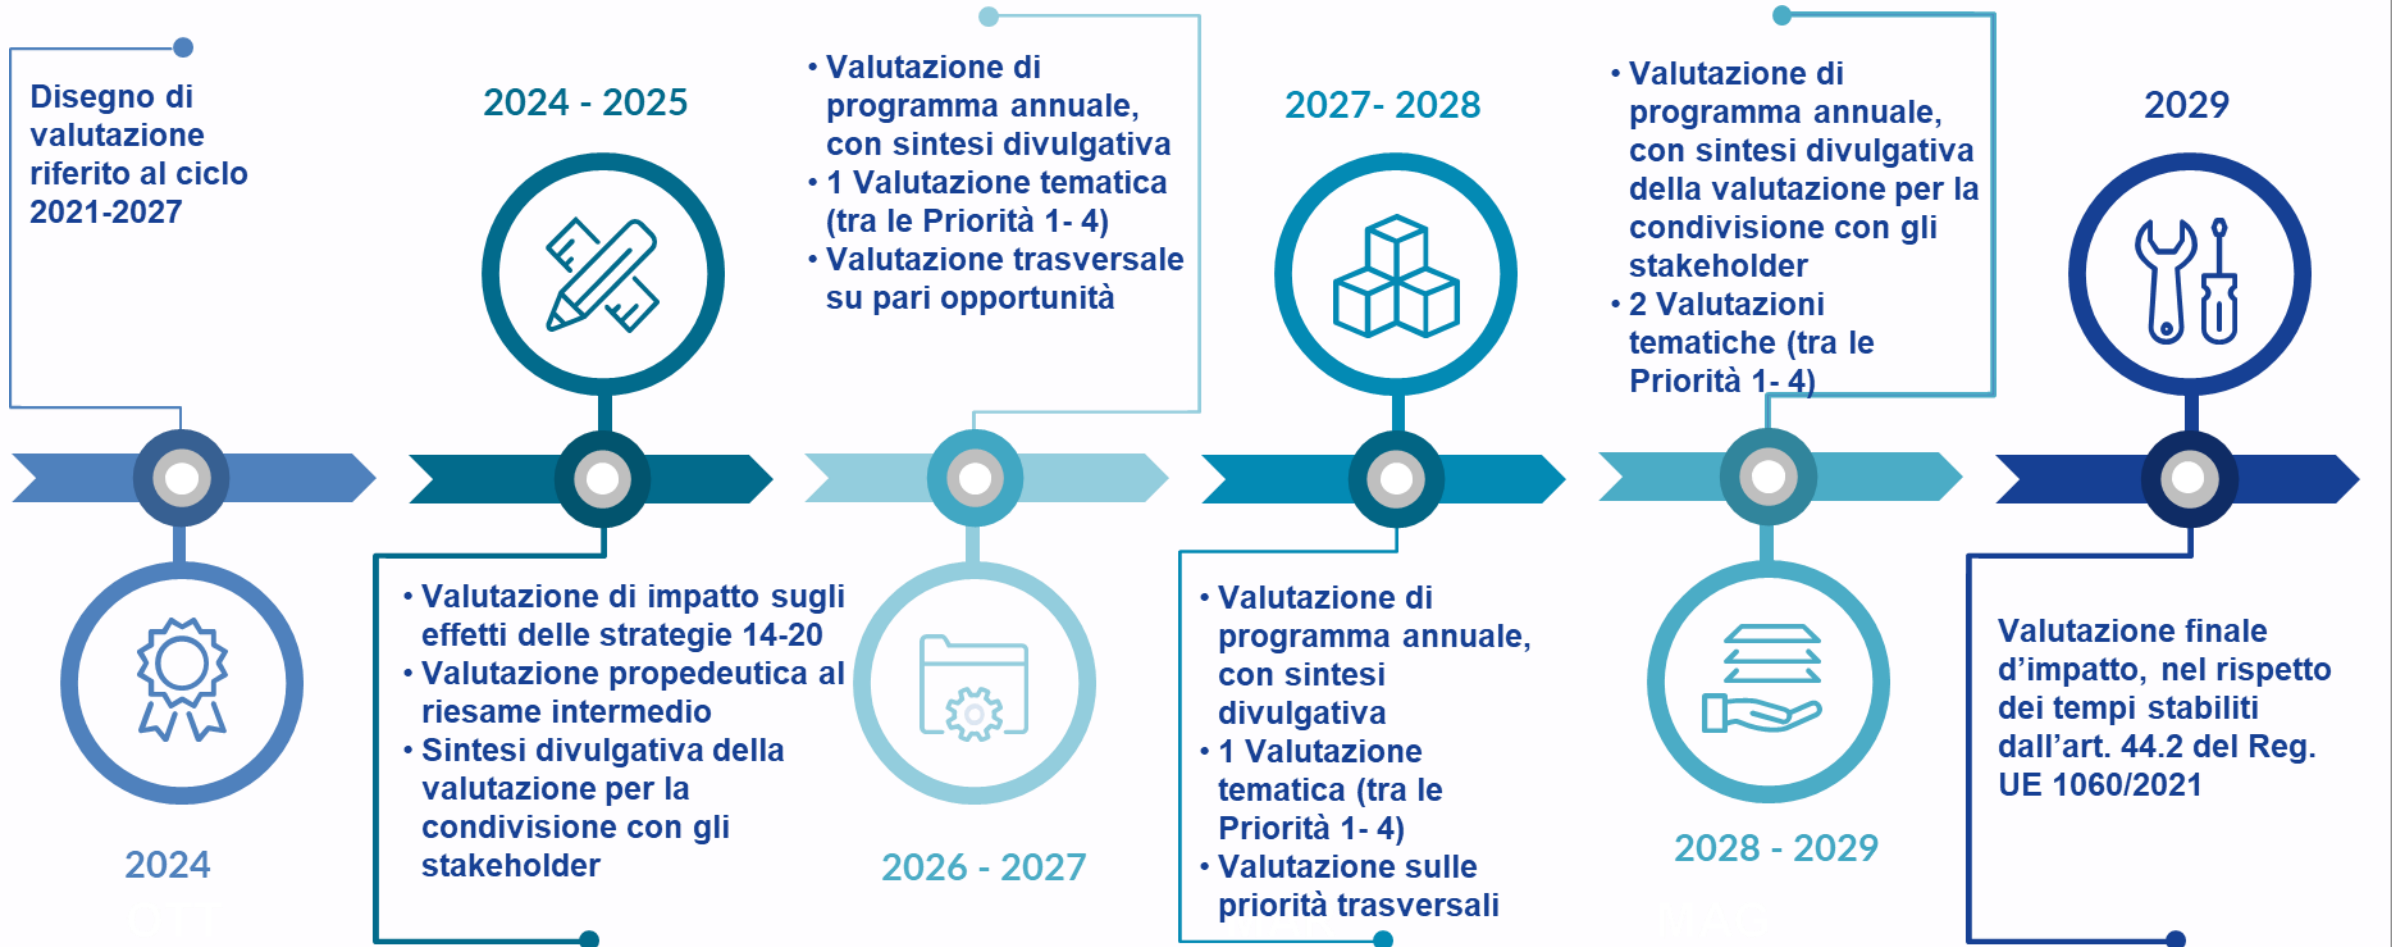 Disegno di
valutazione
riferito al ciclo
2021-2027
2024
2024 - 2025
• Valutazione di impatto sugli
effetti delle strategie 14-20
• Valutazione propedeutica al
riesame intermedio
• Sintesi divulgativa della
valutazione per la
condivisione con gli
stakeholder
• Valutazione di
programma annuale,
con sintesi divulgativa
• 1 Valutazione tematica
(tra le Priorità 1- 4)
• Valutazione trasversale
su pari opportunità
2026 - 2027
2027- 2028
• Valutazione di
programma annuale,
con sintesi
divulgativa
• 1 Valutazione
tematica (tra le
Priorità 1- 4)
• Valutazione sulle
priorità trasversali
• Valutazione di
programma annuale,
con sintesi divulgativa
della valutazione per la
condivisione con gli
stakeholder
• 2 Valutazioni
tematiche (tra le
Priorità 1- 4)
2028 - 2029
2029
Valutazione finale
d’impatto, nel rispetto
dei tempi stabiliti
dall’art. 44.2 del Reg.
UE 1060/2021